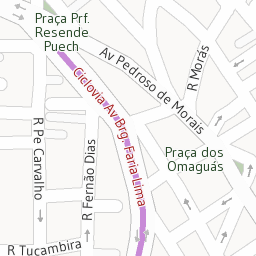 Praça Prf.
Resende
Puech
Av Pedroso de Morais
R Morás
Ciclovia Av Brg. Faria Lima
R Pe Carvalho
R Fernão Dias
Praça dos
Omaguás
R Tucambira